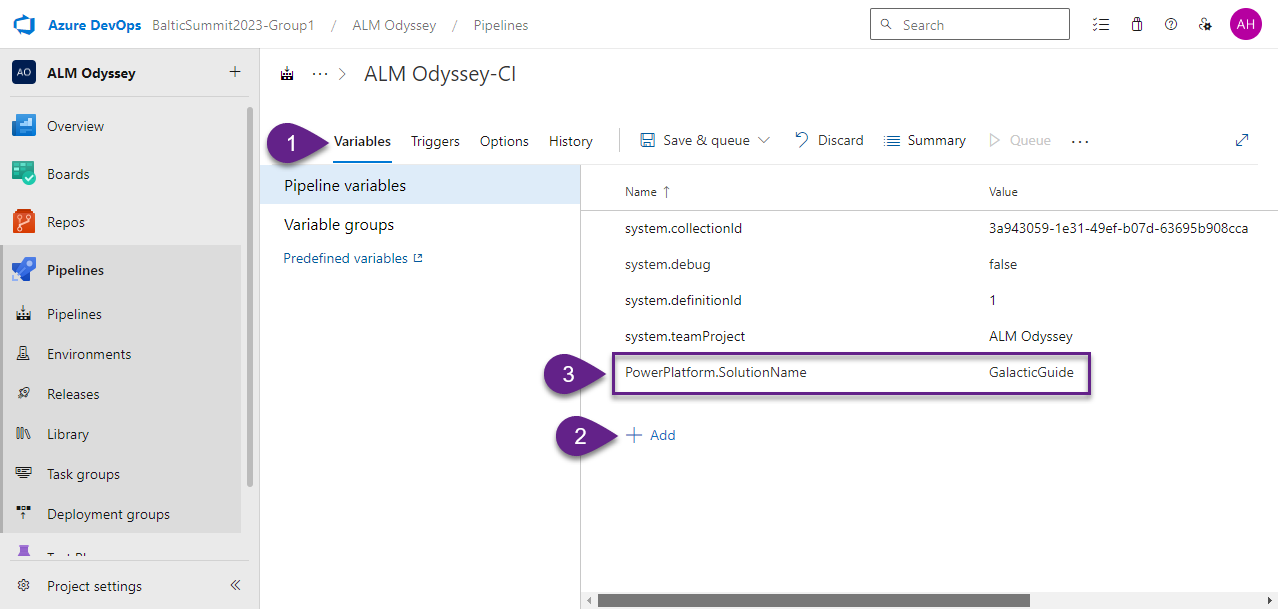 Azure DevOps BalticSummit2023-Group1 / ALM Odyssey / Pipelines Search AH
AO ALM Odyssey +
··· > ALM Odyssey-CI
Overview
Boards
Repos
Pipelines
Pipelines
Environments
Releases
Library
Task groups
Deployment groups
Project settings
1 Variables Triggers Options History Save & queue Discard Summary Queue ···
Pipeline variables
Variable groups
Predefined variables
Name ↑ Value
system.collectionId 3a943059-1e31-49ef-b07d-63695b908cca
system.debug false
system.definitionId 1
system.teamProject ALM Odyssey
3 PowerPlatform.SolutionName GalacticGuide
2 + Add